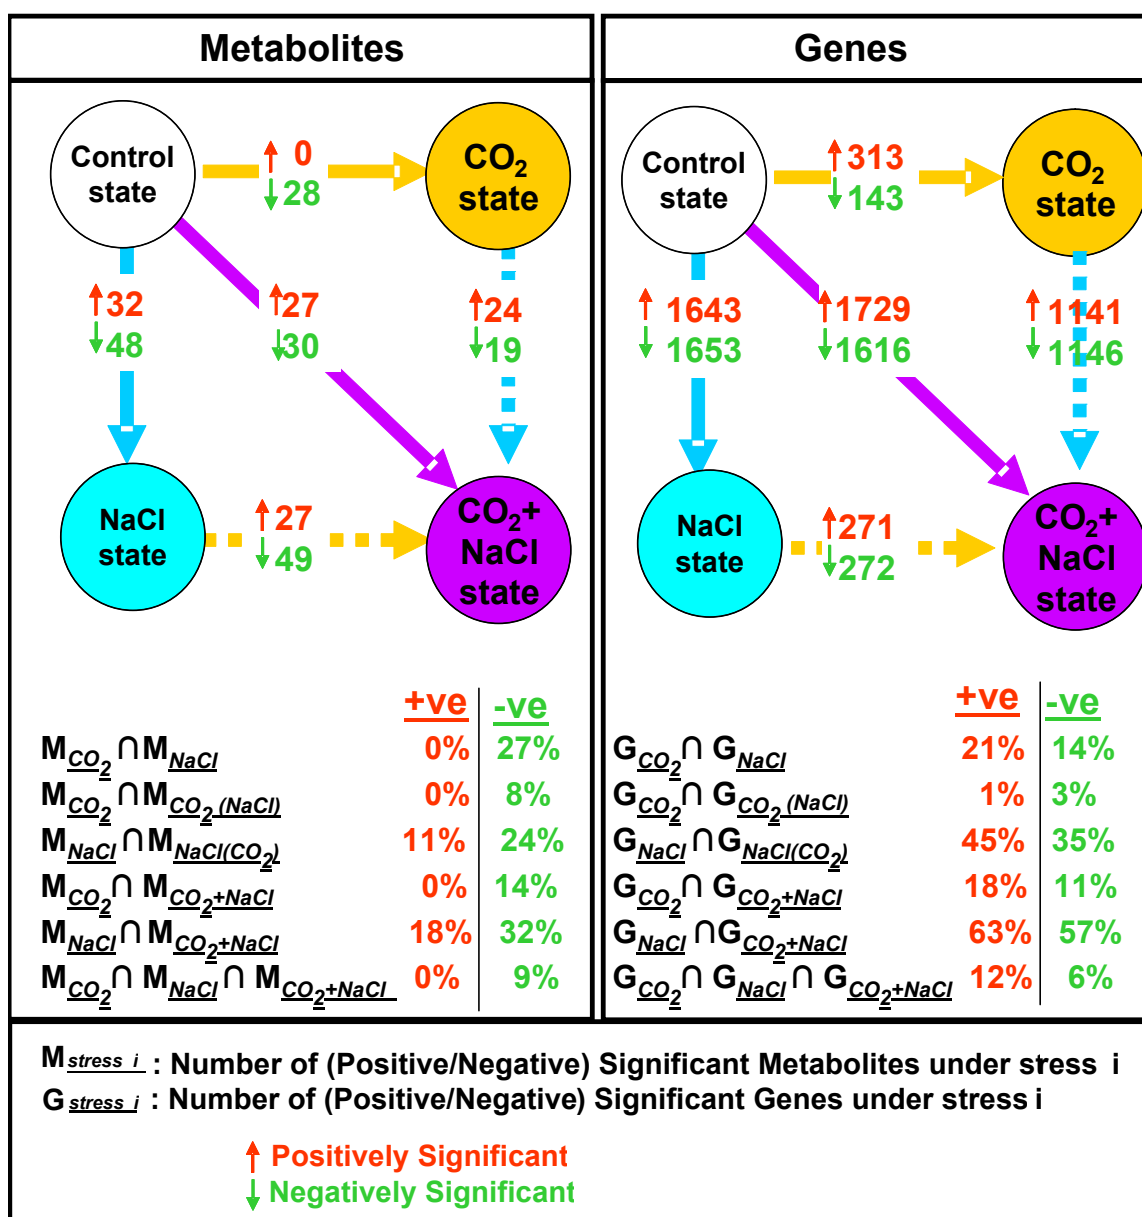 Metabolites
Genes
Control
state
↑ 0
↓28
CO2
state
↑32
↓48
↑27
↓30
↑24
↓19
NaCl
state
↑27
↓49
CO2+
NaCl
state
Control
state
↑313
↓143
CO2
state
↑ 1643
↓ 1653
↑1729
↓1616
↑ 1141
↓ 1146
NaCl
state
↑271
↓272
CO2+
NaCl
state
+ve -ve
MCO2 ∩ MNaCl 0% 27%
MCO2 ∩ MCO2 (NaCl) 0% 8%
MNaCl ∩ MNaCl(CO2) 11% 24%
MCO2 ∩ MCO2+NaCl 0% 14%
MNaCl ∩ MCO2+NaCl 18% 32%
MCO2 ∩ MNaCl ∩ MCO2+NaCl 0% 9%
+ve -ve
GCO2 ∩ GNaCl 21% 14%
GCO2 ∩ GCO2 (NaCl) 1% 3%
GNaCl ∩ GNaCl(CO2) 45% 35%
GCO2 ∩ GCO2+NaCl 18% 11%
GNaCl ∩ GCO2+NaCl 63% 57%
GCO2 ∩ GNaCl ∩ GCO2+NaCl 12% 6%
Mstress i : Number of (Positive/Negative) Significant Metabolites under stress i
Gstress i : Number of (Positive/Negative) Significant Genes under stress i
↑ Positively Significant
↓ Negatively Significant